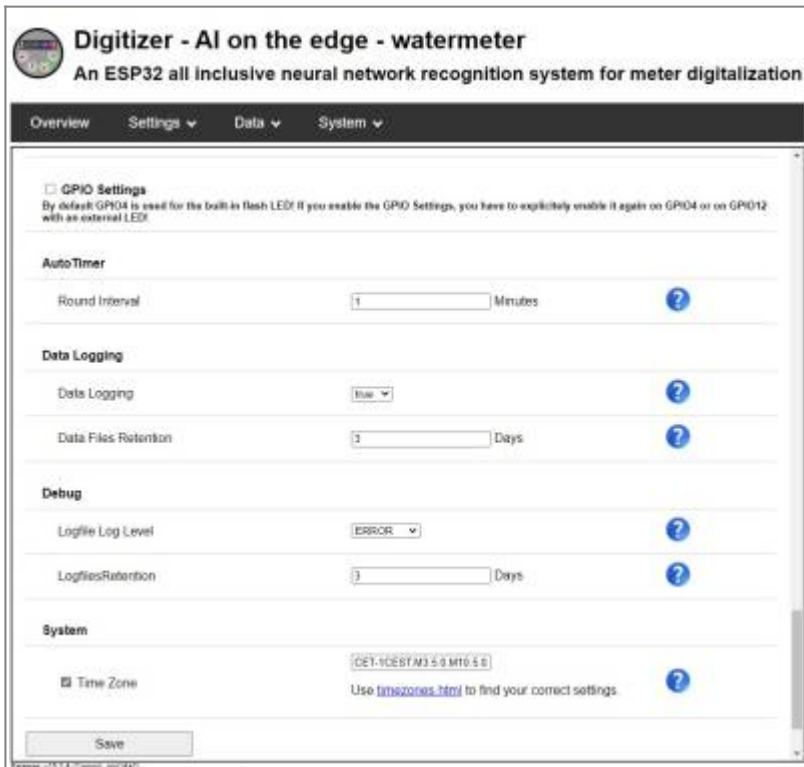 Digitizer - AI on the edge - watermeter
An ESP32 all inclusive neural network recognition system for meter digitalization
Overview Settings Data System
GPIO Settings
By default GPIO4 is used for the built-in flash LED! If you enable the GPIO Settings, you have to explicitely enable it again on GPIO4 or on GPIO12
with an external LED!
AutoTimer
Round Interval 1 Minutes
Data Logging
Data Logging true
Data Files Retention 3 Days
Debug
Logfile Log Level ERROR
LogfilesRetention 3 Days
System
CET-1CEST,M3.5.0,M10.5.0
Time Zone
Use timezones.html to find your correct settings
Save